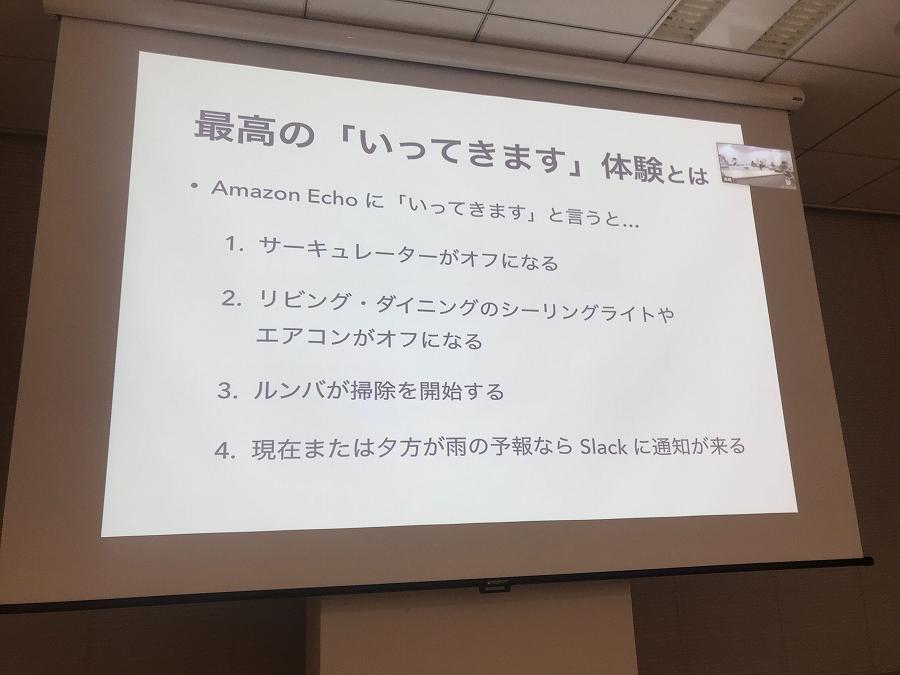 最高の「いってきます」体験とは
• Amazon Echo に「いってきます」と言うと…
1. サーキュレーターがオフになる
2. リビング・ダイニングのシーリングライトや
エアコンがオフになる
3. ルンバが掃除を開始する
4. 現在または夕方が雨の予報なら Slack に通知が来る